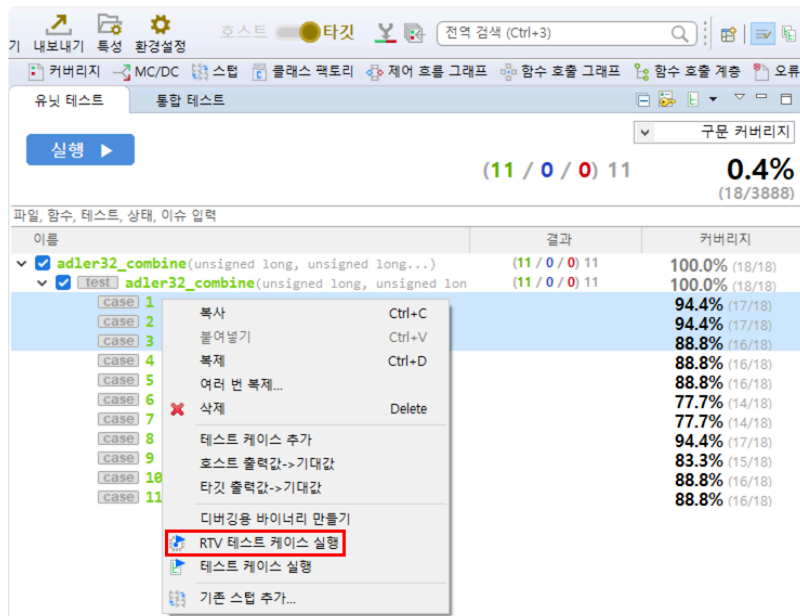 기 내보내기 특성 환경설정 호스트 타깃 전역 검색 (Ctrl+3)
커버리지 MC/DC 스텁 클래스 팩토리 제어 흐름 그래프 함수 호출 그래프 함수 호출 계층 오류
유닛 테스트 통합 테스트
실행 구문 커버리지
(11 / 0 / 0) 11 0.4%
(18/3888)
파일, 함수, 테스트, 상태, 이슈 입력
이름 결과 커버리지
adler32_combine(unsigned long, unsigned long...) (11 / 0 / 0) 11 100.0% (18/18)
test adler32_combine(unsigned long, unsigned lon (11 / 0 / 0) 11 100.0% (18/18)
case 1 94.4% (17/18)
case 2 94.4% (17/18)
case 3 88.8% (16/18)
case 4 88.8% (16/18)
case 5 88.8% (16/18)
case 6 77.7% (14/18)
case 7 77.7% (14/18)
case 8 94.4% (17/18)
case 9 83.3% (15/18)
case 10 88.8% (16/18)
case 11 88.8% (16/18)
복사 Ctrl+C
붙여넣기 Ctrl+V
복제 Ctrl+D
여러 번 복제...
삭제 Delete
테스트 케이스 추가
호스트 출력값->기대값
타깃 출력값->기대값
디버깅용 바이너리 만들기
RTV 테스트 케이스 실행
테스트 케이스 실행
기존 스텁 추가...